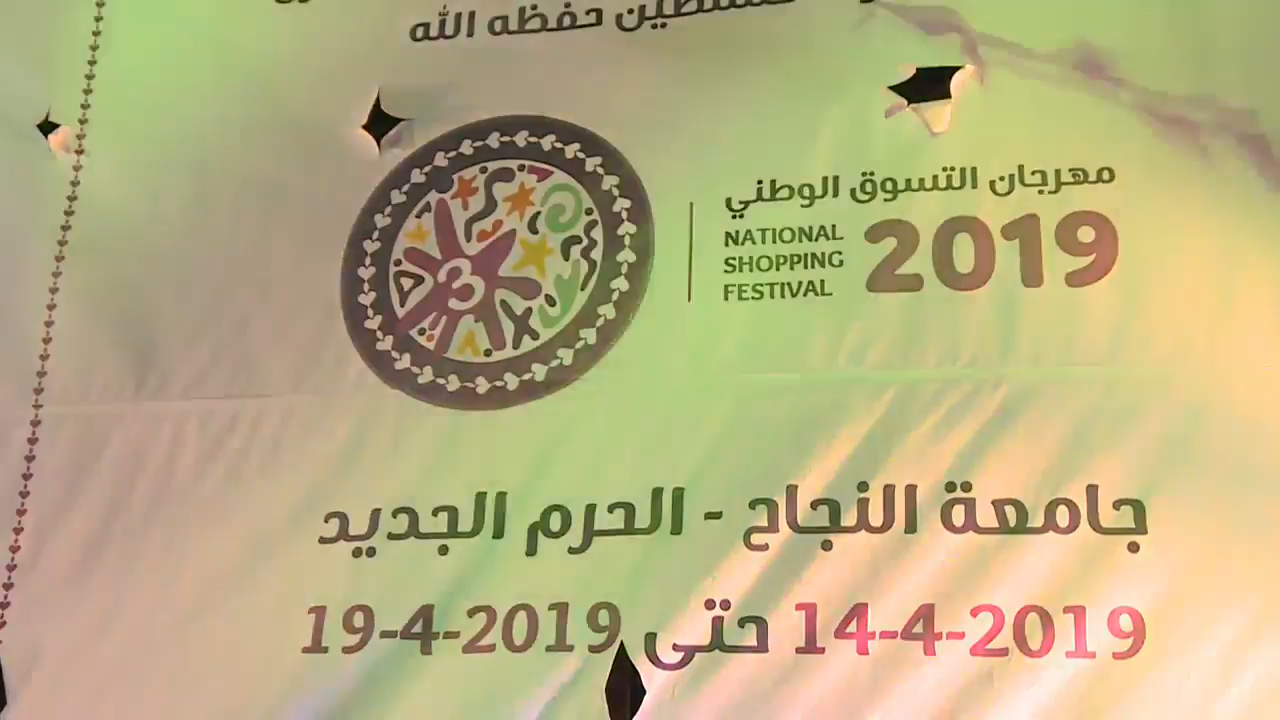 فلسطين حفظه الله
مهرجان التسوق الوطني
NATIONAL
SHOPPING
FESTIVAL
2019
3
جامعة النجاح - الحرم الجديد
14-4-2019 حتى 19-4-2019